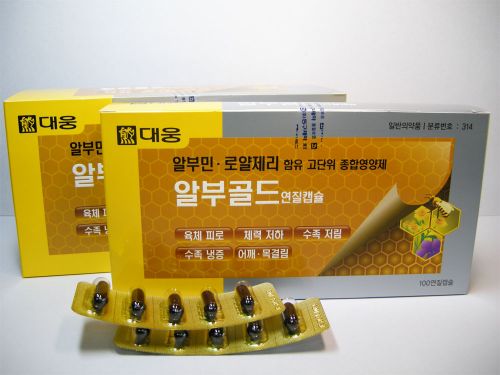 대웅
알부민
육체 피로
수족 냉증
대웅
일반의약품 | 분류번호 : 314
알부민·로얄제리 함유 고단위 종합영양제
알부골드 연질캡슐
육체 피로 체력 저하 수족 저림
수족 냉증 어깨·목결림
100연질캡슐